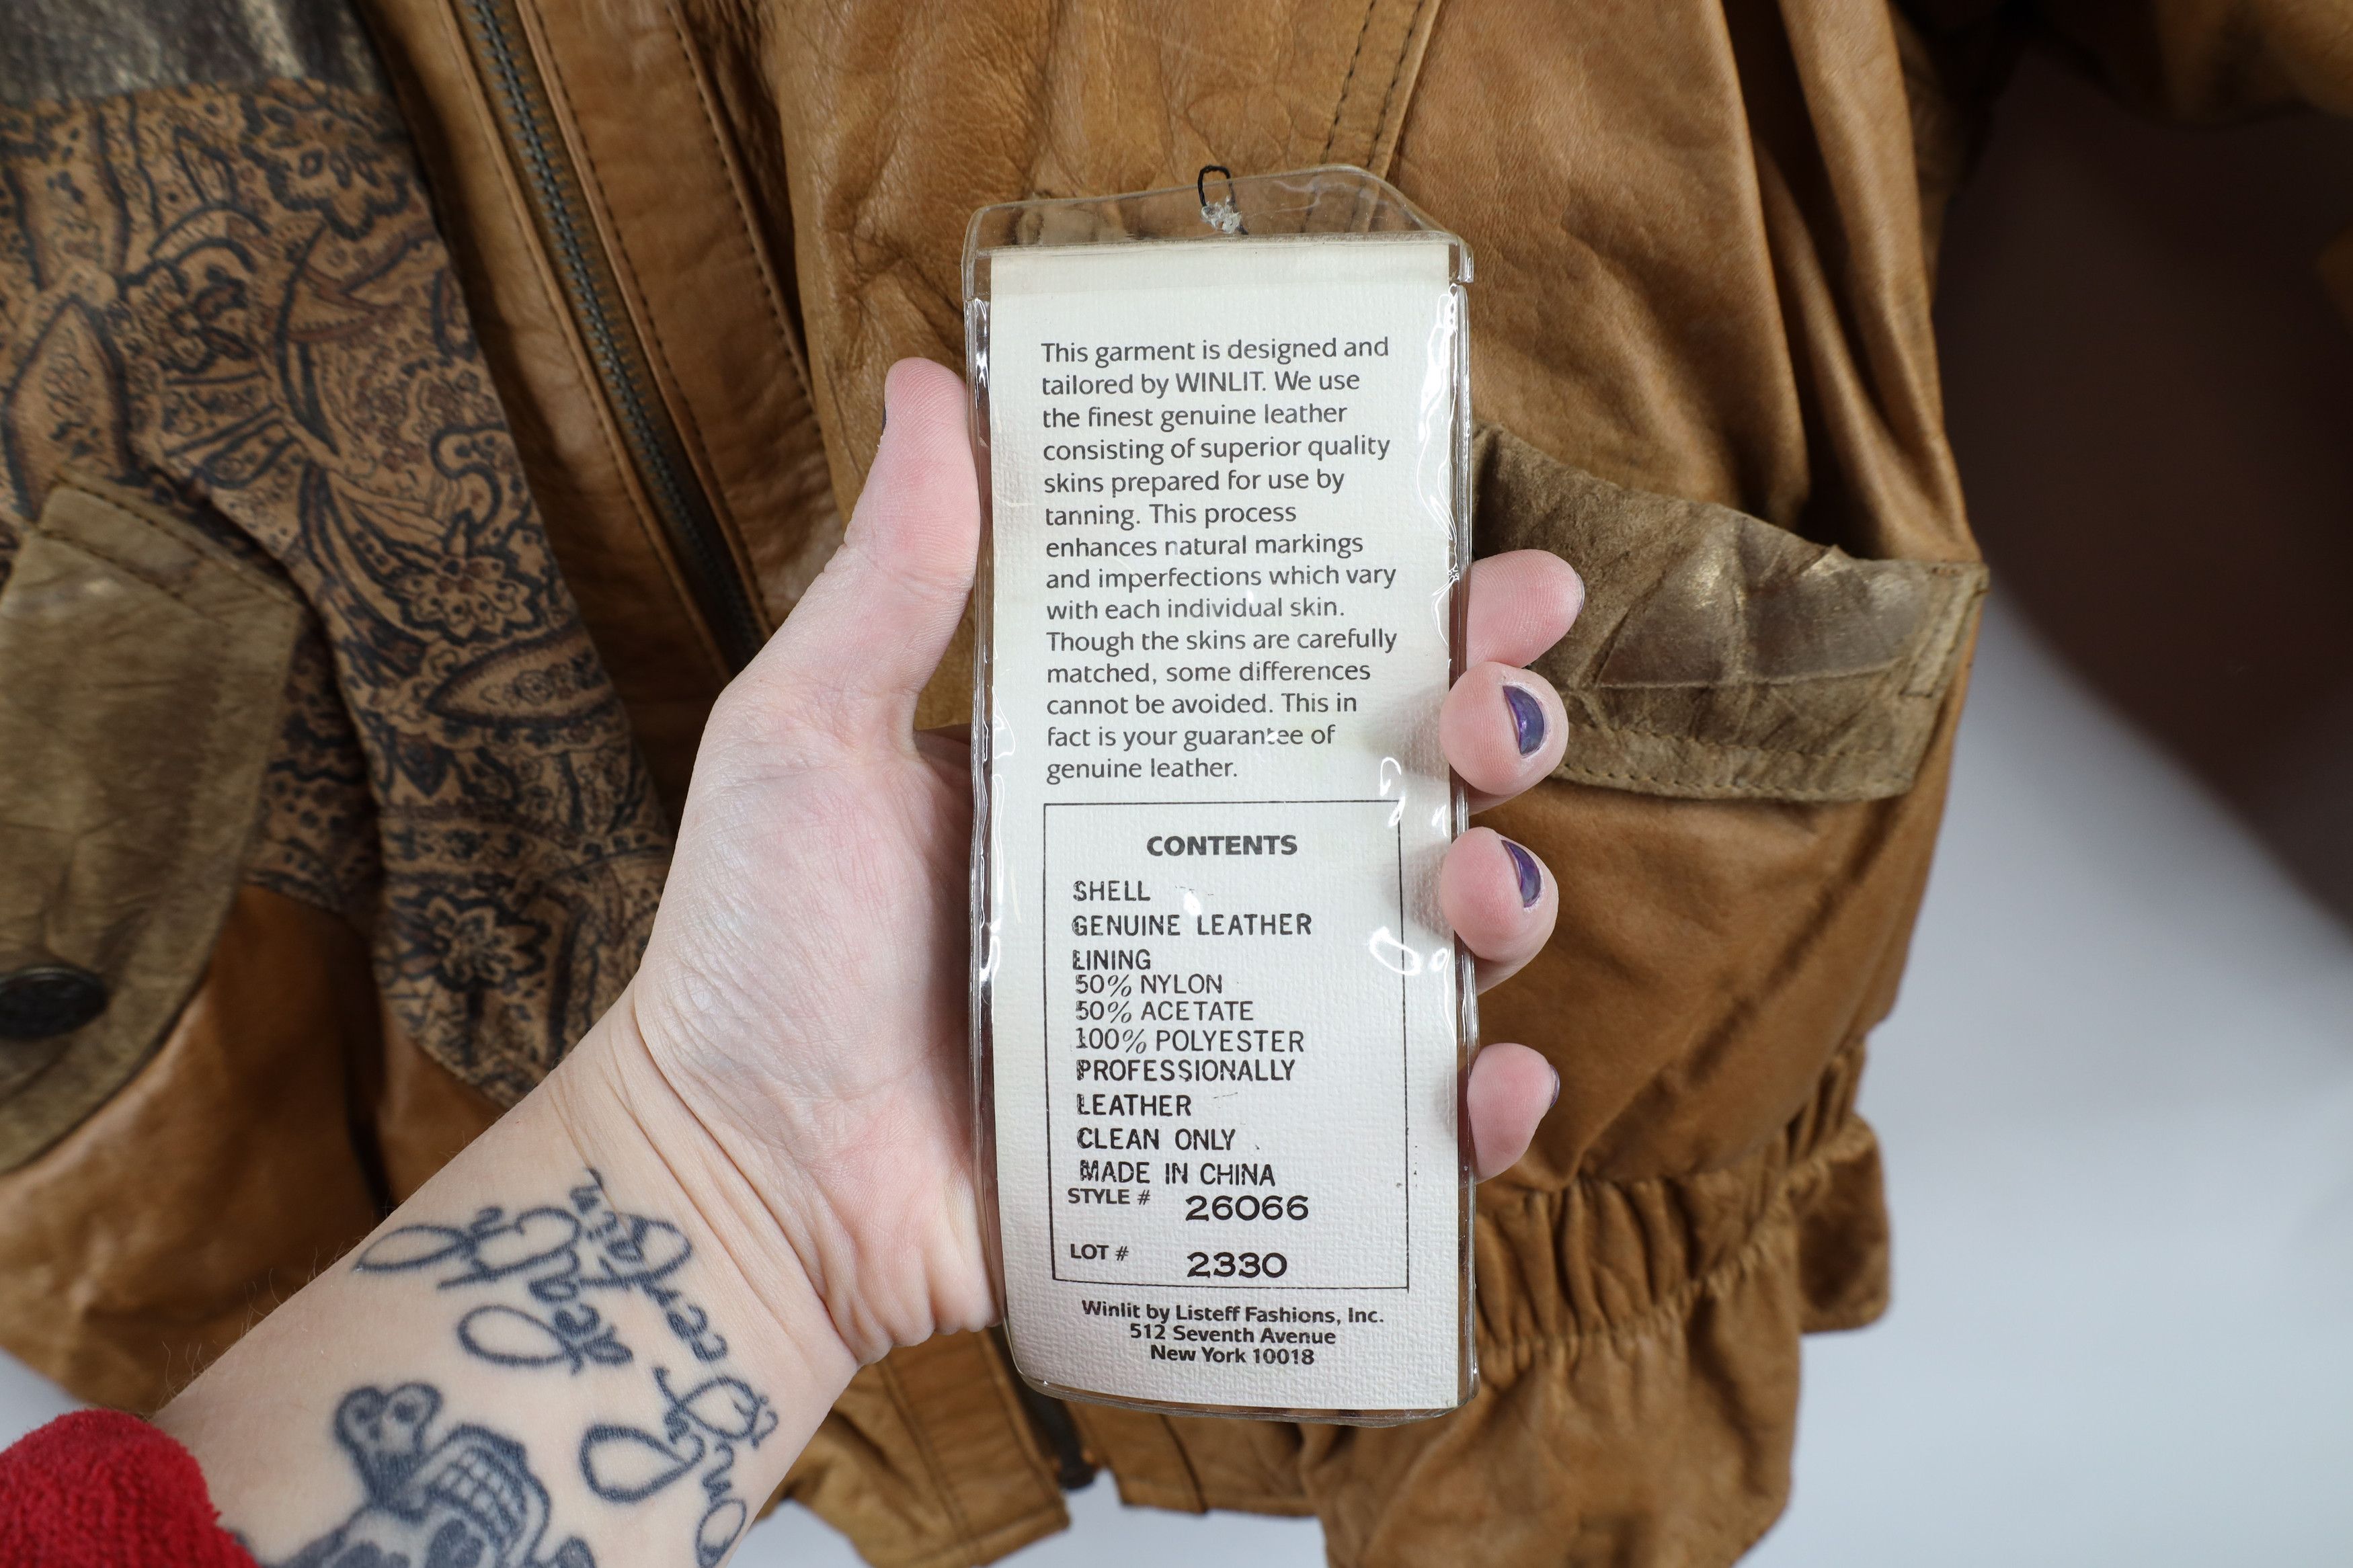 This garment is designed and
tailored by WINLIT. We use
the finest genuine leather
consisting of superior quality
skins prepared for use by
tanning. This process
enhances natural markings
and imperfections which vary
with each individual skin.
Though the skins are carefully
matched, some differences
cannot be avoided. This in
fact is your guarantee of
genuine leather.
CONTENTS
SHELL
GENUINE LEATHER
LINING
50% NYLON
50% ACETATE
100% POLYESTER
PROFESSIONALLY
LEATHER
CLEAN ONLY
MADE IN CHINA
STYLE # 26066
LOT # 2330
Winlit by Listeff Fashions, Inc.
512 Seventh Avenue
New York 10018